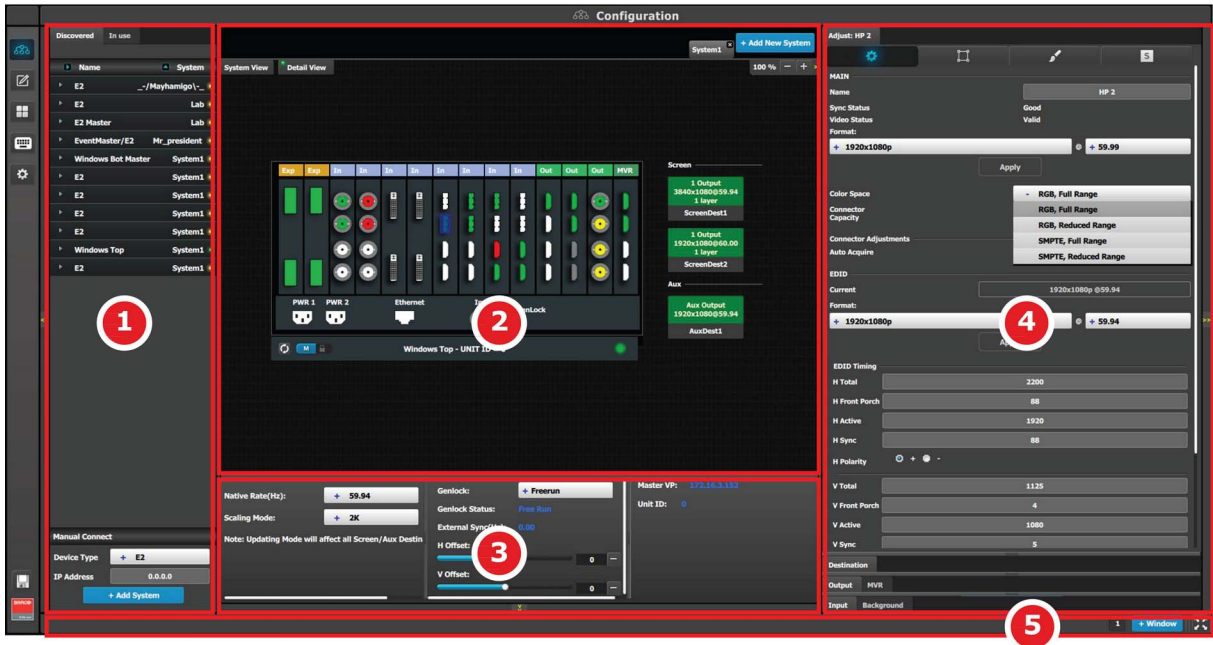 Configuration
Discovered In use
Name System
E2 _-/Mayhamigo\-_
E2 Lab
E2 Master Lab
EventMaster/E2 Mr_president
Windows Bot Master System1
E2 System1
E2 System1
E2 System1
E2 System1
Windows Top System1
E2 System1
1
Manual Connect
Device Type + E2
IP Address 0.0.0.0
+ Add System
System1 + Add New System
System View Detail View 100 % - +
Exp Exp In In In In In In In In Out Out Out MVR
PWR 1 PWR 2 Ethernet
2
M Windows Top - UNIT ID
Screen
1 Output
3840x1080@59.94
1 layer
ScreenDest1
1 Output
1920x1080@60.00
1 layer
ScreenDest2
Aux
Aux Output
1920x1080@59.94
AuxDest1
Native Rate(Hz): + 59.94
Scaling Mode: + 2K
Note: Updating Mode will affect all Screen/Aux Destin
Genlock: + Freerun
Genlock Status: Free Run
External Sync 0.00
H Offset: 0 -
V Offset: 0 -
3
Master VP: 172.16.3.152
Unit ID: 0
Adjust: HP 2
S
MAIN
Name HP 2
Sync Status Good
Video Status Valid
Format:
+ 1920x1080p @ + 59.99
Apply
Color Space - RGB, Full Range
RGB, Full Range
RGB, Reduced Range
SMPTE, Full Range
SMPTE, Reduced Range
Connector
Capacity
Connector Adjustments
Auto Acquire
EDID
Current 1920x1080p @59.94
Format:
+ 1920x1080p @ + 59.94
4
EDID Timing
H Total 2200
H Front Porch 88
H Active 1920
H Sync 88
H Polarity + -
V Total 1125
V Front Porch 4
V Active 1080
V Sync 5
Destination
Output MVR
Input Background
5
1 + Window